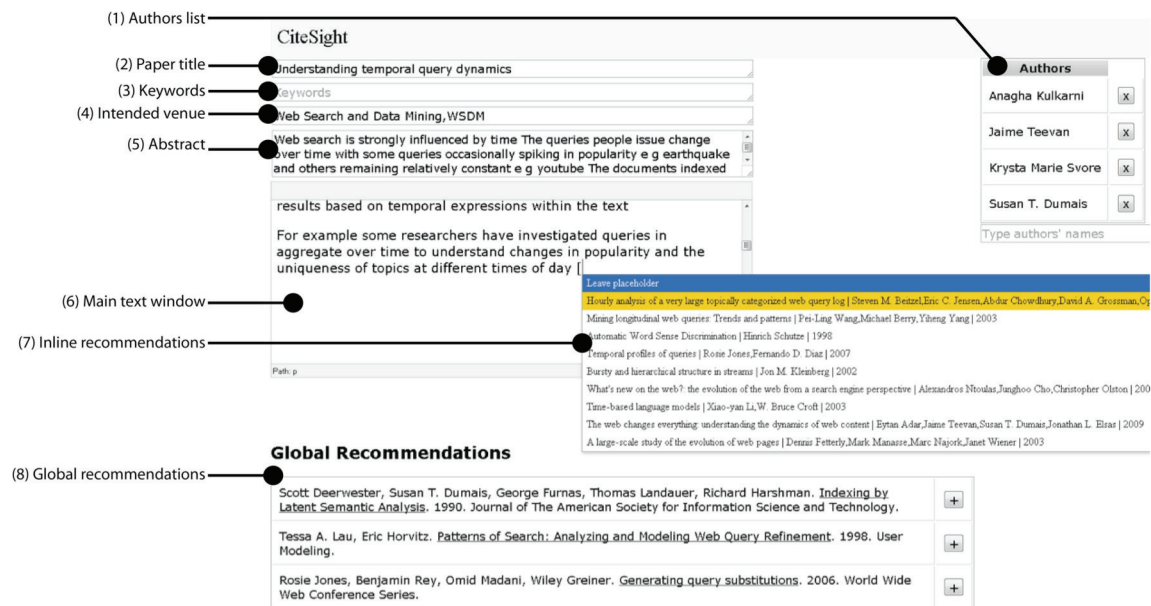 (1) Authors list
CiteSight
(2) Paper title
Understanding temporal query dynamics
(3) Keywords
Keywords
(4) Intended venue
Web Search and Data Mining,WSDM
(5) Abstract
Web search is strongly influenced by time The queries people issue change
over time with some queries occasionally spiking in popularity e g earthquake
and others remaining relatively constant e g youtube The documents indexed
Authors
Anagha Kulkarni x
Jaime Teevan x
Krysta Marie Svore x
Susan T. Dumais x
Type authors' names
results based on temporal expressions within the text
For example some researchers have investigated queries in
aggregate over time to understand changes in popularity and the
uniqueness of topics at different times of day [
(6) Main text window
Path: p
(7) Inline recommendations
Leave placeholder
Hourly analysis of a very large topically categorized web query log | Steven M. Beitzel,Eric C. Jensen,Abdur Chowdhury,David A. Grossman,Op
Mining longitudinal web queries: Trends and patterns | Pei-Ling Wang,Michael Berry,Yiheng Yang | 2003
Automatic Word Sense Discrimination | Hinrich Schutze | 1998
Temporal profiles of queries | Rosie Jones,Fernando D. Diaz | 2007
Bursty and hierarchical structure in streams | Jon M. Kleinberg | 2002
What's new on the web?: the evolution of the web from a search engine perspective | Alexandros Ntoulas,Junghoo Cho,Christopher Olston | 200
Time-based language models | Xiao-yan Li,W. Bruce Croft | 2003
The web changes everything: understanding the dynamics of web content | Eytan Adar,Jaime Teevan,Susan T. Dumais,Jonathan L. Elsas | 2009
A large-scale study of the evolution of web pages | Dennis Fetterly,Mark Manasse,Marc Najork,Janet Wiener | 2003
Global Recommendations
(8) Global recommendations
Scott Deerwester, Susan T. Dumais, George Furnas, Thomas Landauer, Richard Harshman. Indexing by
Latent Semantic Analysis. 1990. Journal of The American Society for Information Science and Technology.
+
Tessa A. Lau, Eric Horvitz. Patterns of Search: Analyzing and Modeling Web Query Refinement. 1998. User
Modeling.
+
Rosie Jones, Benjamin Rey, Omid Madani, Wiley Greiner. Generating query substitutions. 2006. World Wide
Web Conference Series.
+